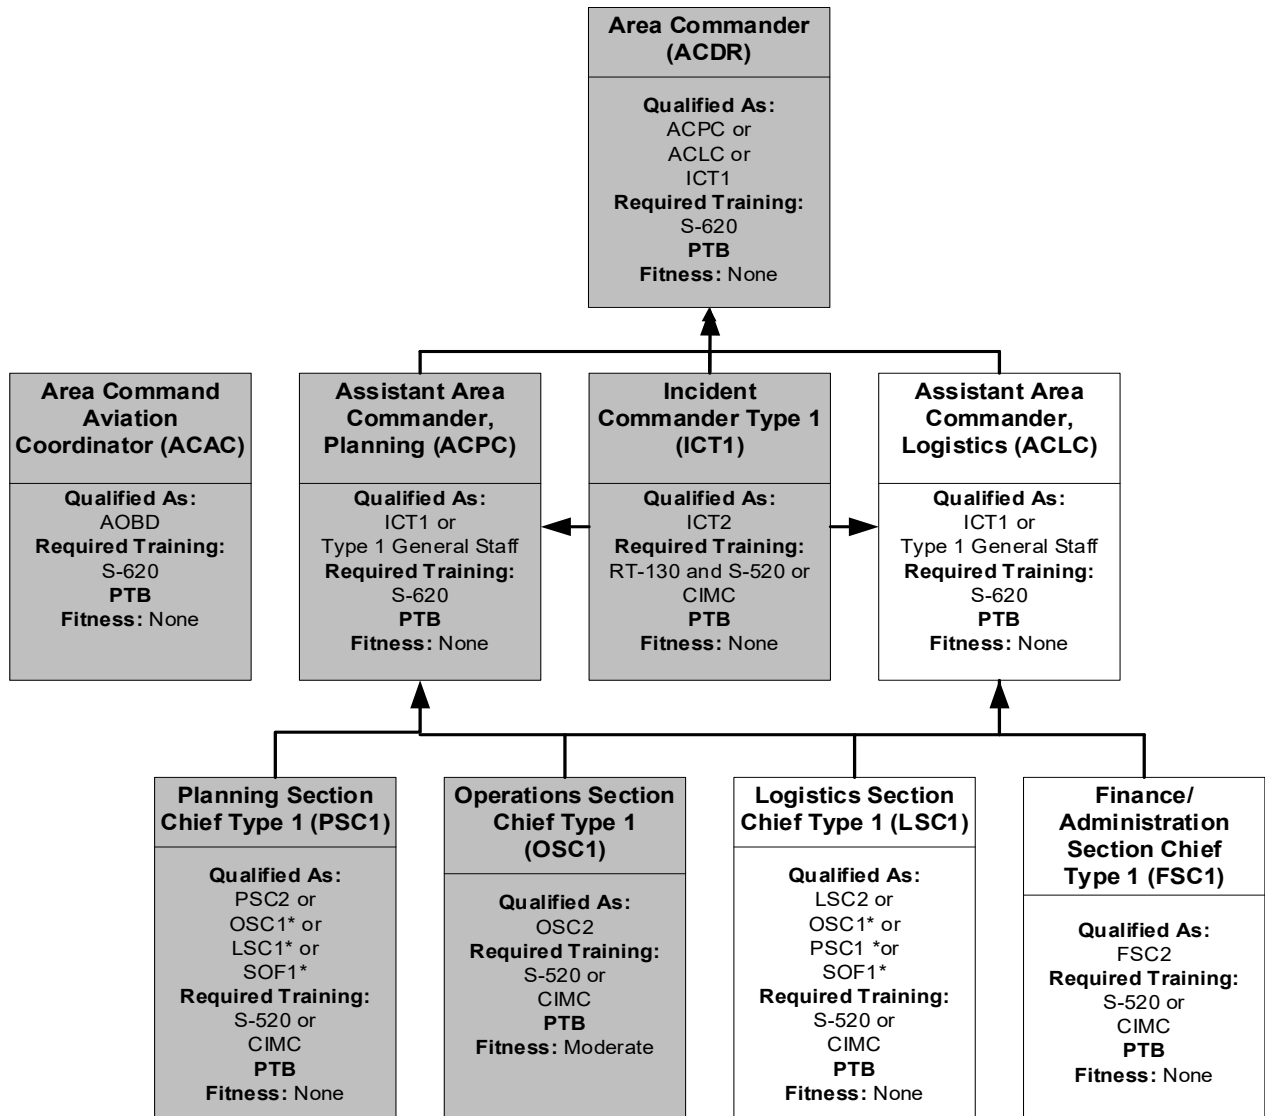 Area Commander
(ACDR)
Qualified As:
ACPC or
ACLC or
ICT1
Required Training:
S-620
PTB
Fitness: None
Area Command
Aviation
Coordinator (ACAC)
Qualified As:
AOBD
Required Training:
S-620
PTB
Fitness: None
Assistant Area
Commander,
Planning (ACPC)
Qualified As:
ICT1 or
Type 1 General Staff
Required Training:
S-620
PTB
Fitness: None
Incident
Commander Type 1
(ICT1)
Qualified As:
ICT2
Required Training:
RT-130 and S-520 or
CIMC
PTB
Fitness: None
Assistant Area
Commander,
Logistics (ACLC)
Qualified As:
ICT1 or
Type 1 General Staff
Required Training:
S-620
PTB
Fitness: None
Planning Section
Chief Type 1 (PSC1)
Qualified As:
PSC2 or
OSC1* or
LSC1* or
SOF1*
Required Training:
S-520 or
CIMC
PTB
Fitness: None
Operations Section
Chief Type 1
(OSC1)
Qualified As:
OSC2
Required Training:
S-520 or
CIMC
PTB
Fitness: Moderate
Logistics Section
Chief Type 1 (LSC1)
Qualified As:
LSC2 or
OSC1* or
PSC1 *or
SOF1*
Required Training:
S-520 or
CIMC
PTB
Fitness: None
Finance/
Administration
Section Chief
Type 1 (FSC1)
Qualified As:
FSC2
Required Training:
S-520 or
CIMC
PTB
Fitness: None